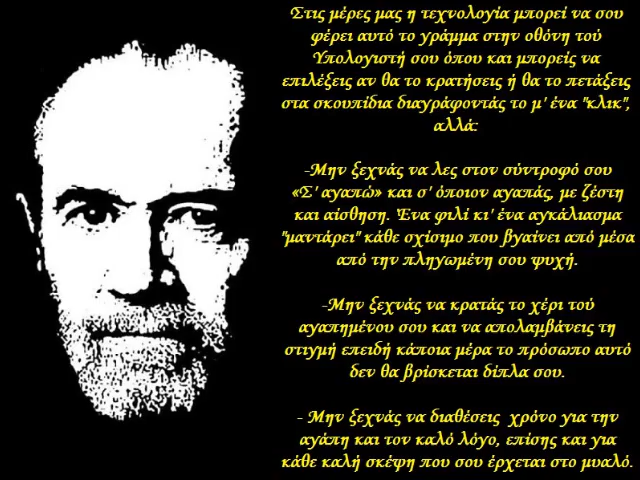 Στις μέρες μας η τεχνολογία μπορεί να σου
φέρει αυτό το γράμμα στην οθόνη τού
Υπολογιστή σου όπου και μπορείς να
επιλέξεις αν θα το κρατήσεις ή θα το πετάξεις
στα σκουπίδια διαγράφοντάς το μ' ένα "κλικ",
αλλά:
-Μην ξεχνάς να λες στον σύντροφό σου
«Σ' αγαπώ» και σ' όποιον αγαπάς, με ζέστη
και αίσθηση. Ένα φιλί κι' ένα αγκάλιασμα
"μαντάρει" κάθε σχίσιμο που βγαίνει από μέσα
από την πληγωμένη σου ψυχή.
-Μην ξεχνάς να κρατάς το χέρι τού
αγαπημένου σου και να απολαμβάνεις τη
στιγμή επειδή κάποια μέρα το πρόσωπο αυτό
δεν θα βρίσκεται δίπλα σου.
- Μην ξεχνάς να διαθέσεις χρόνο για την
αγάπη και τον καλό λόγο, επίσης και για
κάθε καλή σκέψη που σου έρχεται στο μυαλό.